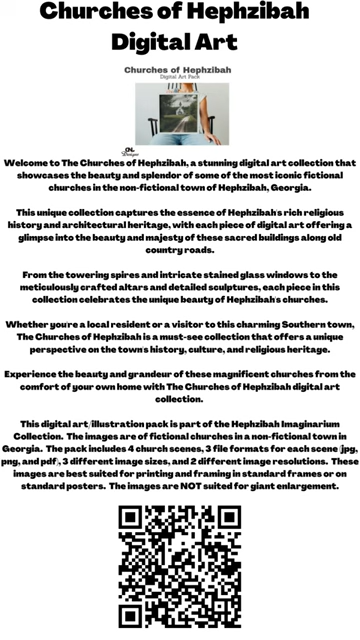 Churches of Hephzibah
Digital Art
Churches of Hephzibah
Digital Art Pack
Welcome to The Churches of Hephzibah, a stunning digital art collection that
showcases the beauty and splendor of some of the most iconic fictional
churches in the non-fictional town of Hephzibah, Georgia.
This unique collection captures the essence of Hephzibah's rich religious
history and architectural heritage, with each piece of digital art offering a
glimpse into the beauty and majesty of these sacred buildings along old
country roads.
From the towering spires and intricate stained glass windows to the
meticulously crafted altars and detailed sculptures, each piece in this
collection celebrates the unique beauty of Hephzibah's churches.
Whether you're a local resident or a visitor to this charming Southern town,
The Churches of Hephzibah is a must-see collection that offers a unique
perspective on the town's history, culture, and religious heritage.
Experience the beauty and grandeur of these magnificent churches from the
comfort of your own home with The Churches of Hephzibah digital art
collection.
This digital art/illustration pack is part of the Hephzibah Imaginarium
Collection. The images are of fictional churches in a non-fictional town in
Georgia. The pack includes 4 church scenes, 3 file formats for each scene (jpg,
png, and pdf), 3 different image sizes, and 2 different image resolutions. These
images are best suited for printing and framing in standard frames or on
standard posters. The images are NOT suited for giant enlargement.